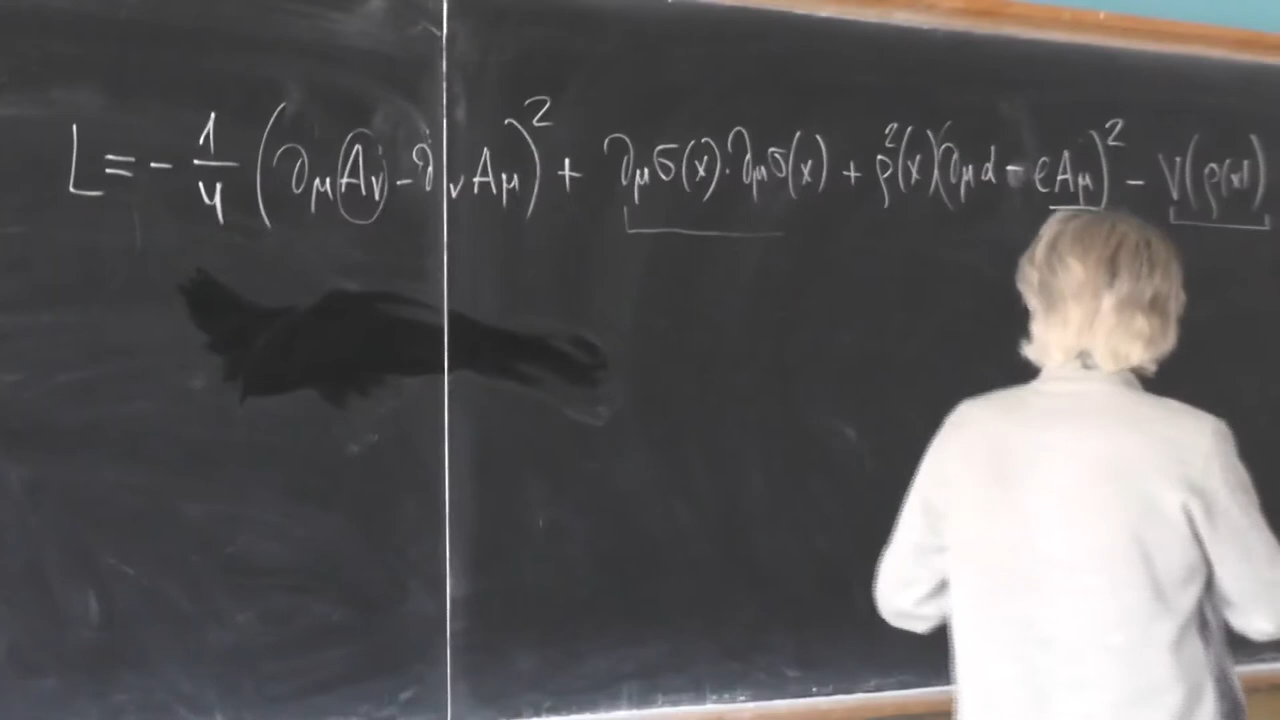 L = - 1/4 (∂μAν - ∂νAμ)² + ∂μσ(x)·∂μσ(x) + ρ²(x)(∂μα - eAμ)² - V(ρ(x))